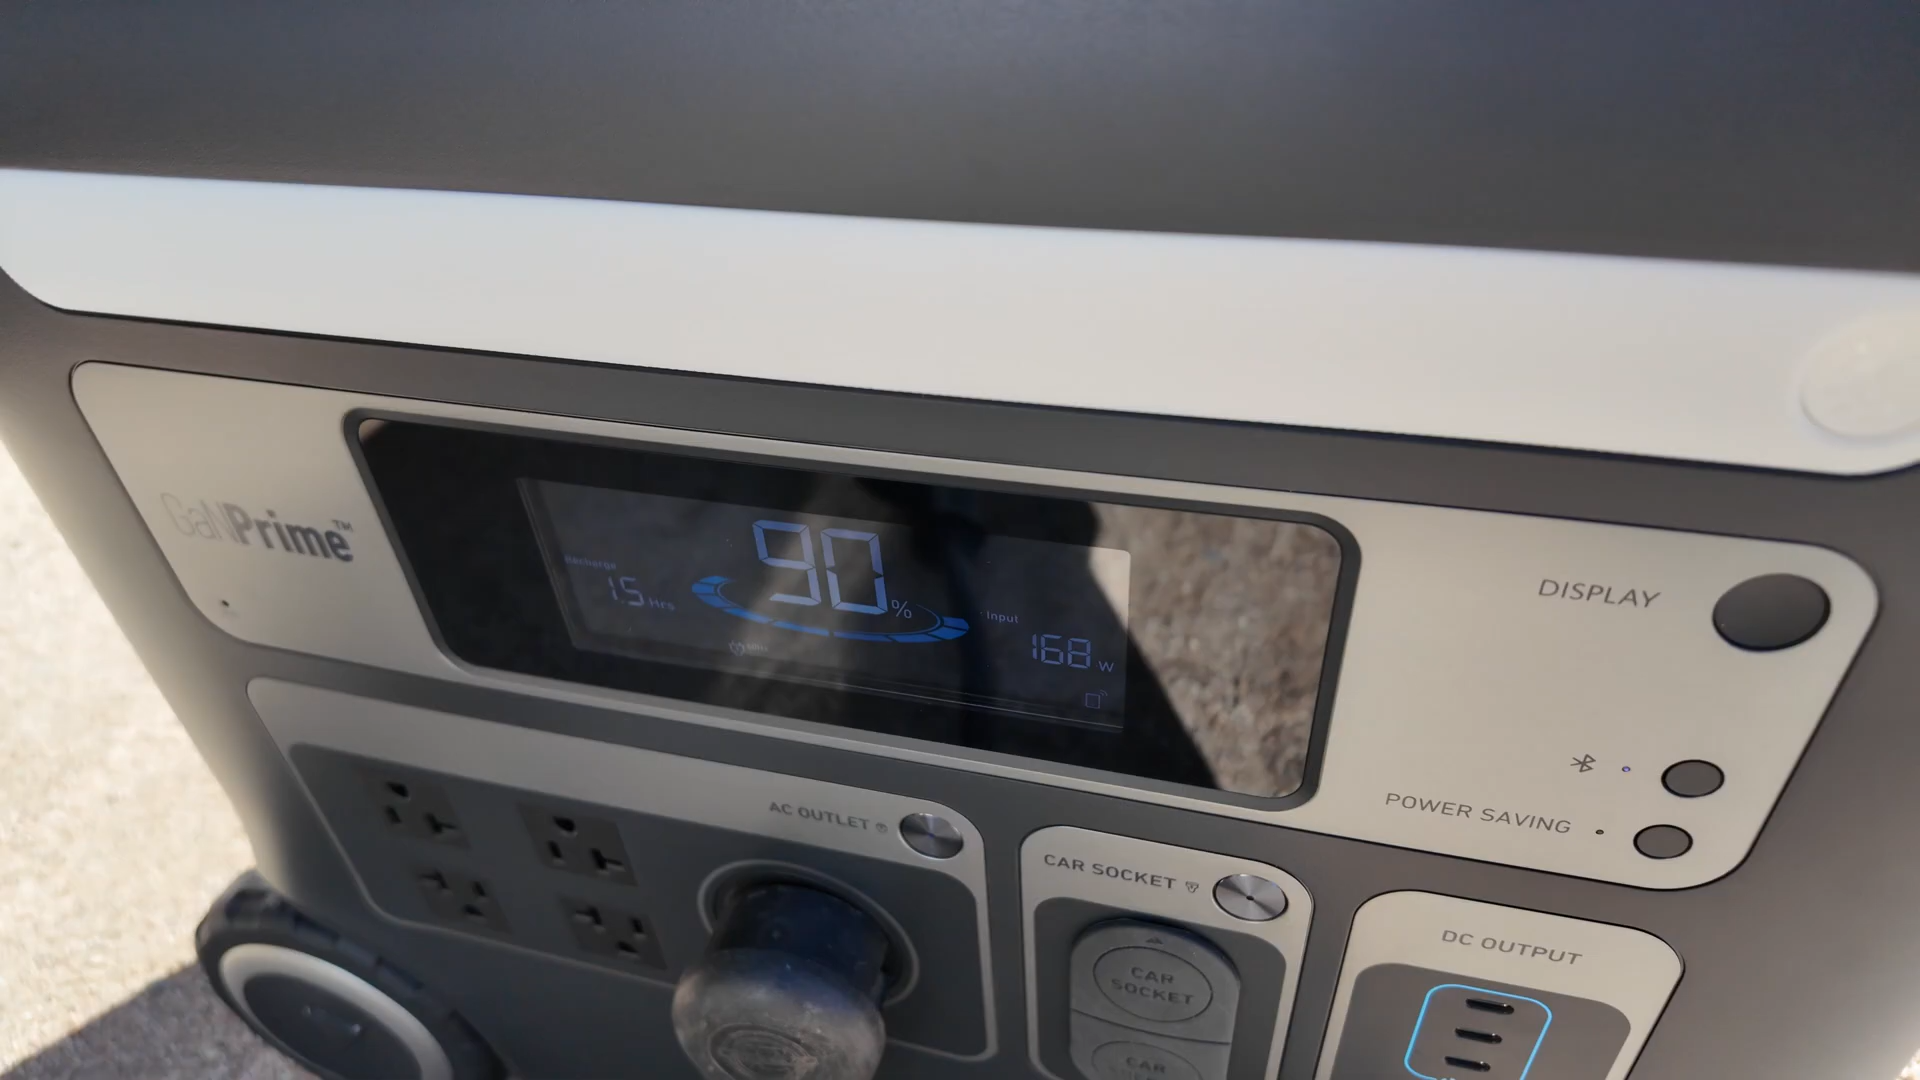 GaNPrime™
Recharge
1.5 Hrs
90 %
Input
168 W
DISPLAY
POWER SAVING
AC OUTLET
CAR SOCKET
CAR
SOCKET
CAR
DC OUTPUT